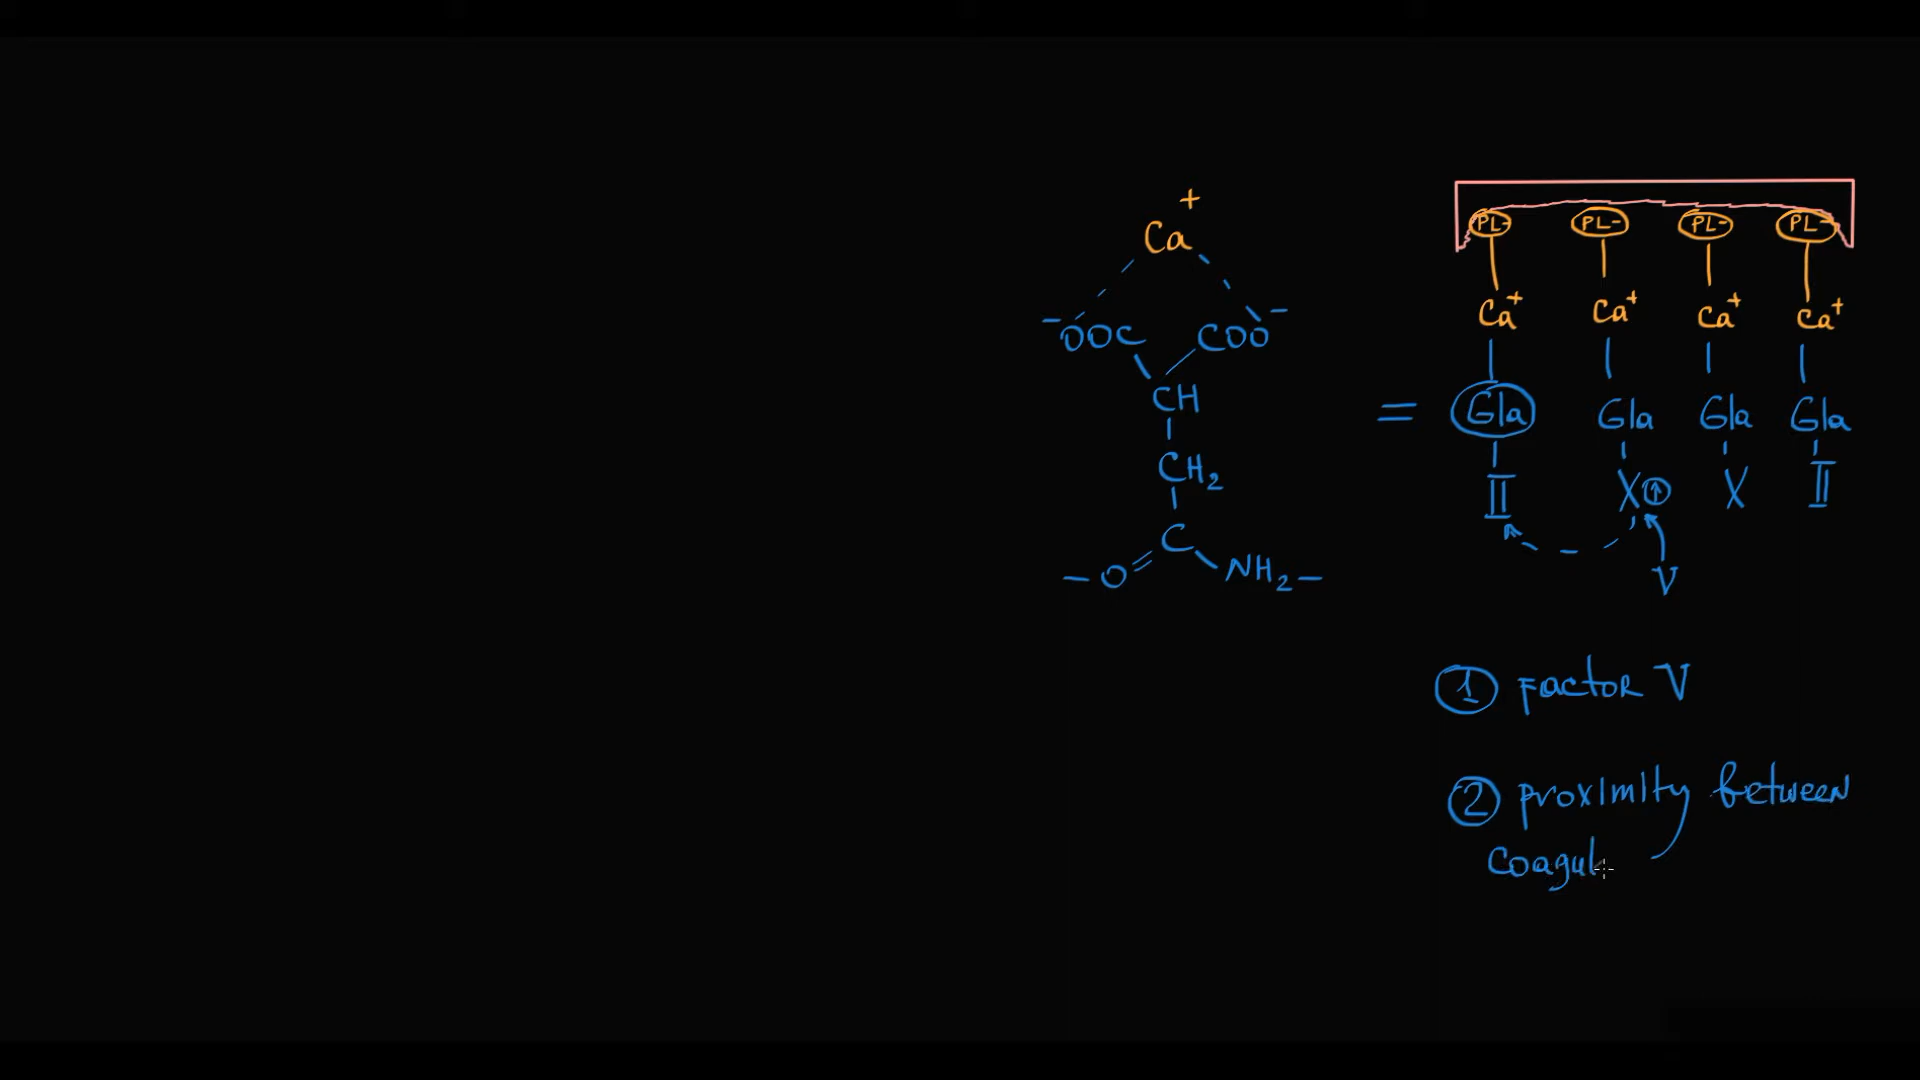 Ca+
-OOC COO-
CH
CH2
-O=C NH2-
=
PL- PL- PL- PL-
Ca+ Ca+ Ca+ Ca+
Gla Gla Gla Gla
II X↑ X II
V
1 Factor V
2 proximity between
coagul